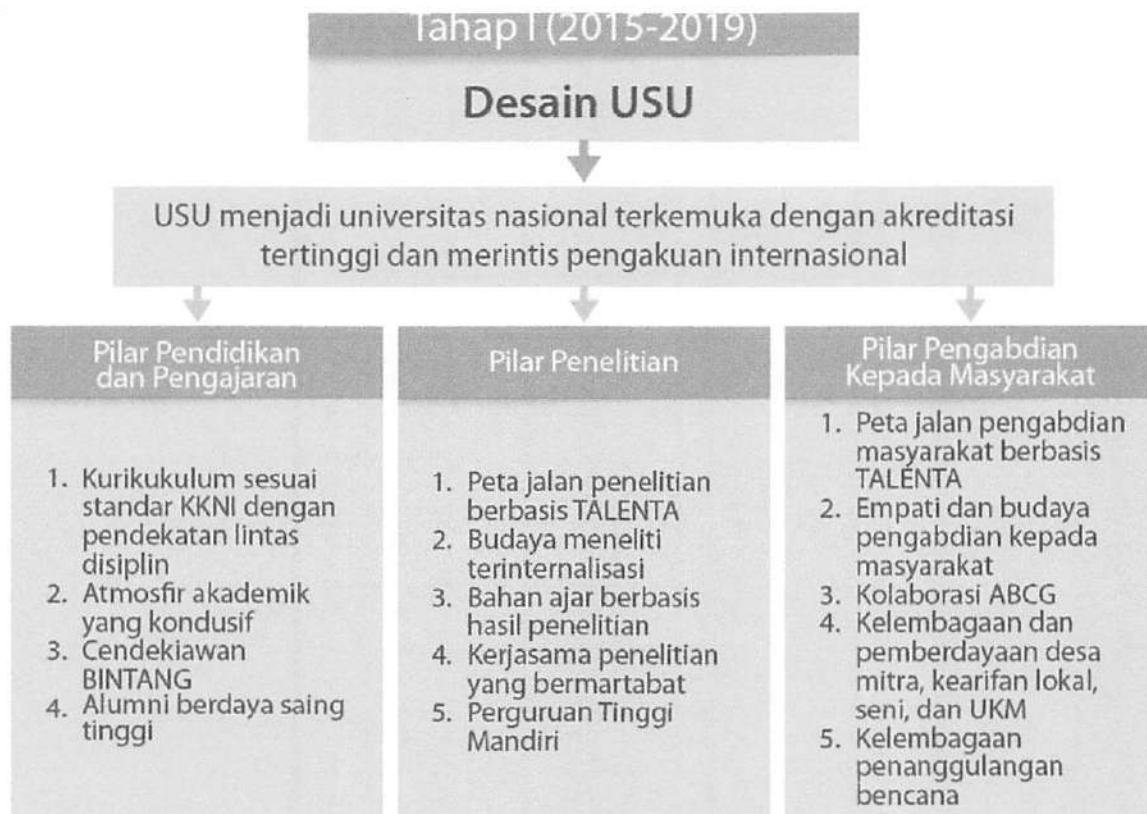 Tahap I (2015-2019)
Desain USU
USU menjadi universitas nasional terkemuka dengan akreditasi
tertinggi dan merintis pengakuan internasional
Pilar Pendidikan
dan Pengajaran
1. Kurikukulum sesuai
standar KKNI dengan
pendekatan lintas
disiplin
2. Atmosfir akademik
yang kondusif
3. Cendekiawan
BINTANG
4. Alumni berdaya saing
tinggi
Pilar Penelitian
1. Peta jalan penelitian
berbasis TALENTA
2. Budaya meneliti
terinternalisasi
3. Bahan ajar berbasis
hasil penelitian
4. Kerjasama penelitian
yang bermartabat
5. Perguruan Tinggi
Mandiri
Pilar Pengabdian
Kepada Masyarakat
1. Peta jalan pengabdian
masyarakat berbasis
TALENTA
2. Empati dan budaya
pengabdian kepada
masyarakat
3. Kolaborasi ABCG
4. Kelembagaan dan
pemberdayaan desa
mitra, kearifan lokal,
seni, dan UKM
5. Kelembagaan
penanggulangan
bencana